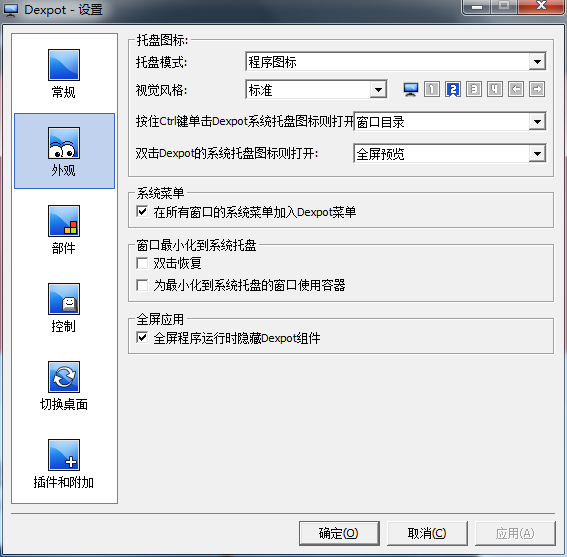 Dexpot - 设置
常规
外观
部件
控制
切换桌面
插件和附加
托盘图标:
托盘模式: 程序图标
视觉风格: 标准 1 2 3 4
按住Ctrl键单击Dexpot系统托盘图标则打开 窗口目录
双击Dexpot的系统托盘图标则打开: 全屏预览
系统菜单
在所有窗口的系统菜单加入Dexpot菜单
窗口最小化到系统托盘
双击恢复
为最小化到系统托盘的窗口使用容器
全屏应用
全屏程序运行时隐藏Dexpot组件
确定(O) 取消(C) 应用(A)